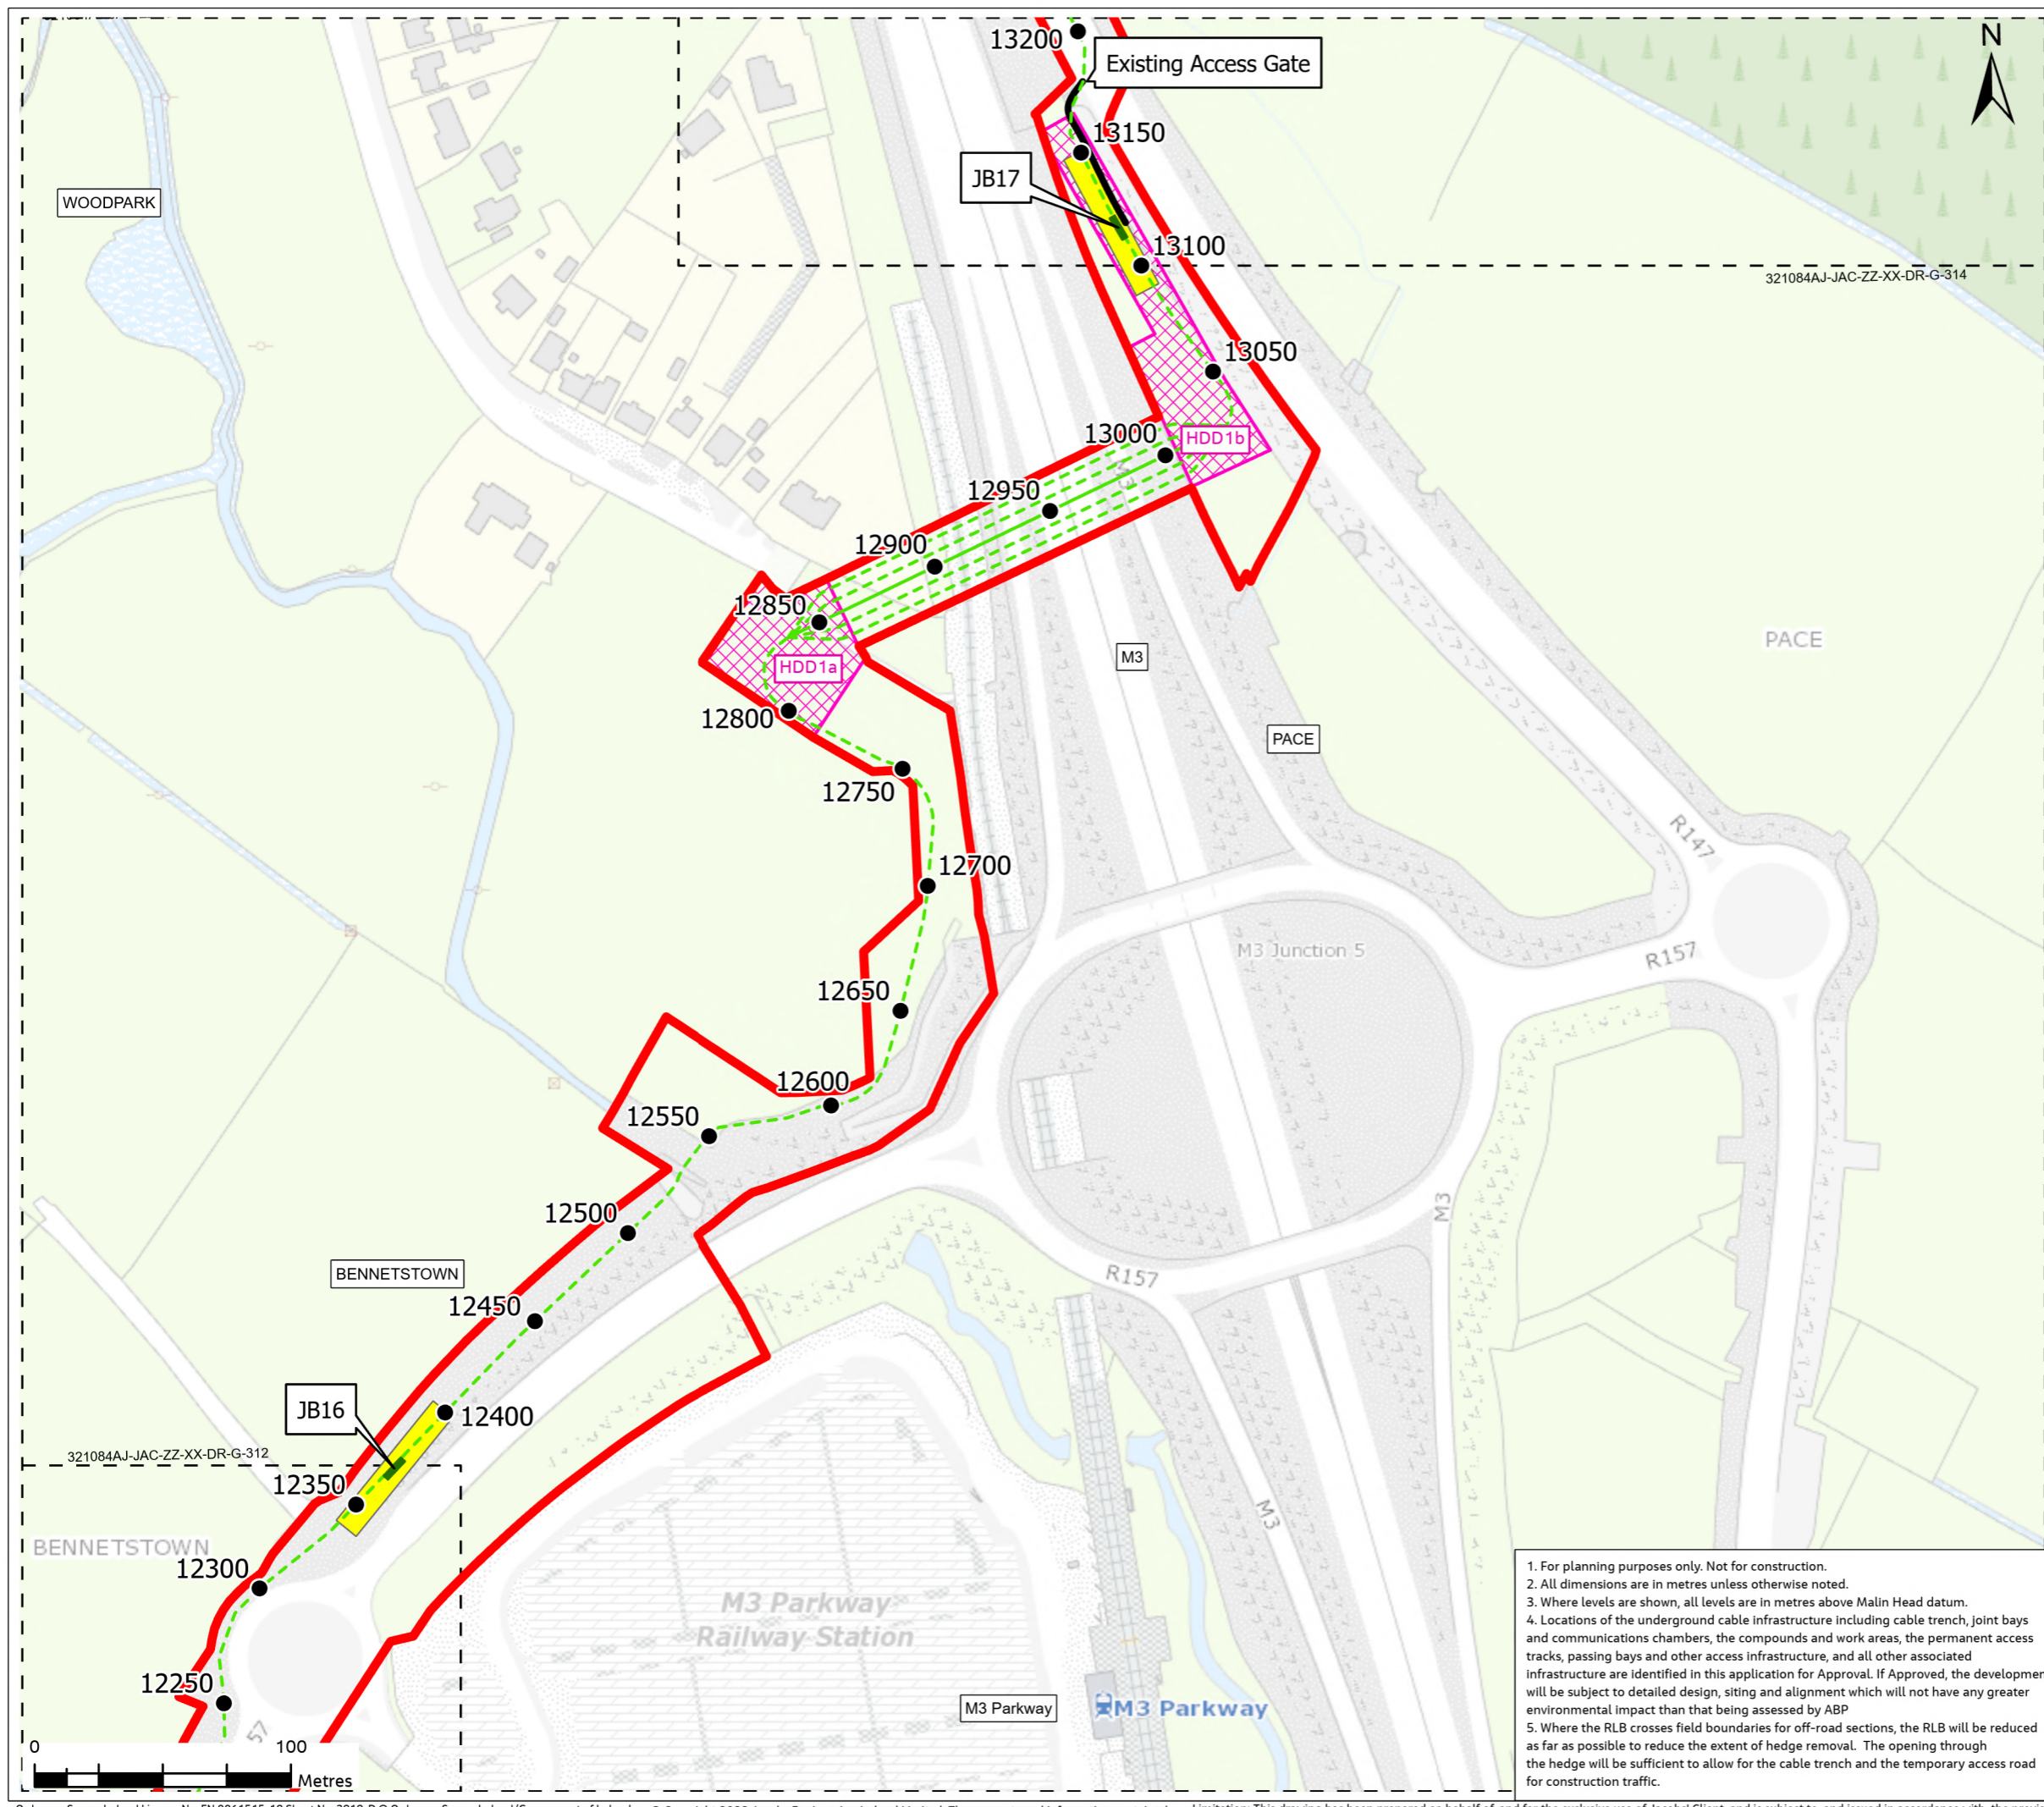 13200
Existing Access Gate
N
13150
JB17
WOODPARK
13100
321084AJ-JAC-ZZ-XX-DR-G-314
13050
13000
HDD1b
M3
12950
12900
12850
HDD1a
M3
PACE
12800
PACE
12750
R147
12700
M3 Junction 5
R157
12650
12600
12550
12500
M3
R157
BENNETSTOWN
12450
JB16
12400
321084AJ-JAC-ZZ-XX-DR-G-312
12350
M3
BENNETSTOWN
12300
M3 Parkway
Railway Station
12250
M3 Parkway
M3 Parkway
57
0 100
Metres
1. For planning purposes only. Not for construction.
2. All dimensions are in metres unless otherwise noted.
3. Where levels are shown, all levels are in metres above Malin Head datum.
4. Locations of the underground cable infrastructure including cable trench, joint bays
and communications chambers, the compounds and work areas, the permanent access
tracks, passing bays and other access infrastructure, and all other associated
infrastructure are identified in this application for Approval. If Approved, the developmen
will be subject to detailed design, siting and alignment which will not have any greater
environmental impact than that being assessed by ABP
5. Where the RLB crosses field boundaries for off-road sections, the RLB will be reduced
as far as possible to reduce the extent of hedge removal. The opening through
the hedge will be sufficient to allow for the cable trench and the temporary access road
for construction traffic.